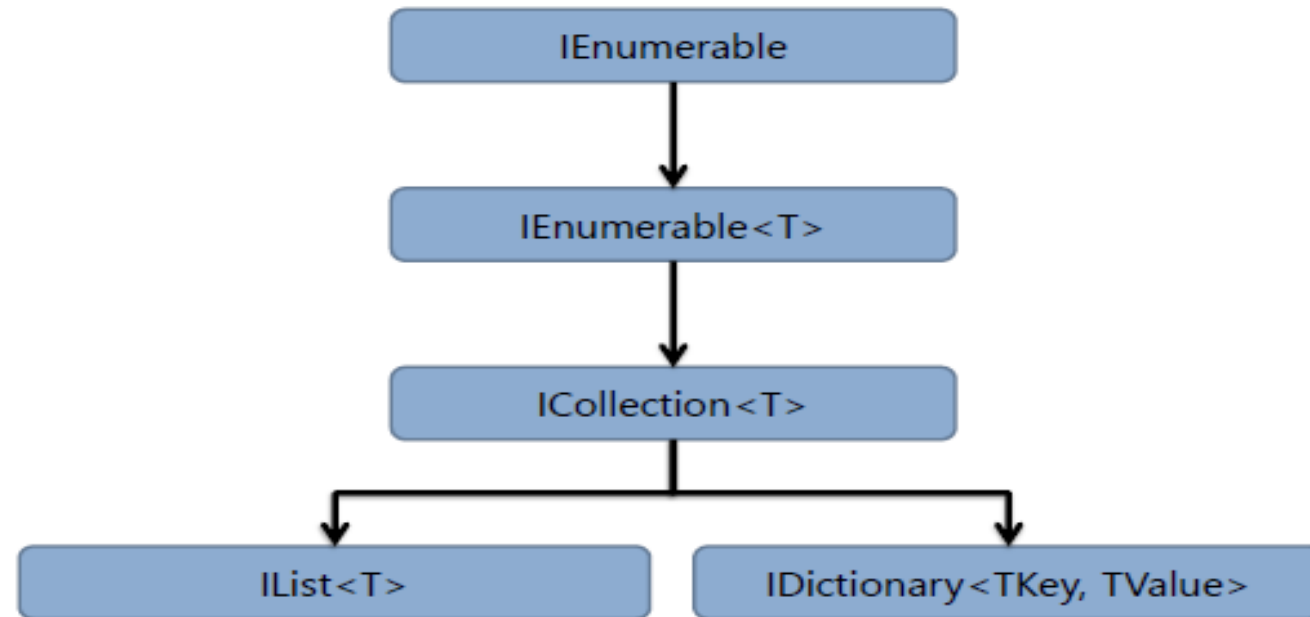 IEnumerable
IEnumerable<T>
ICollection<T>
IList<T>
IDictionary<TKey, TValue>